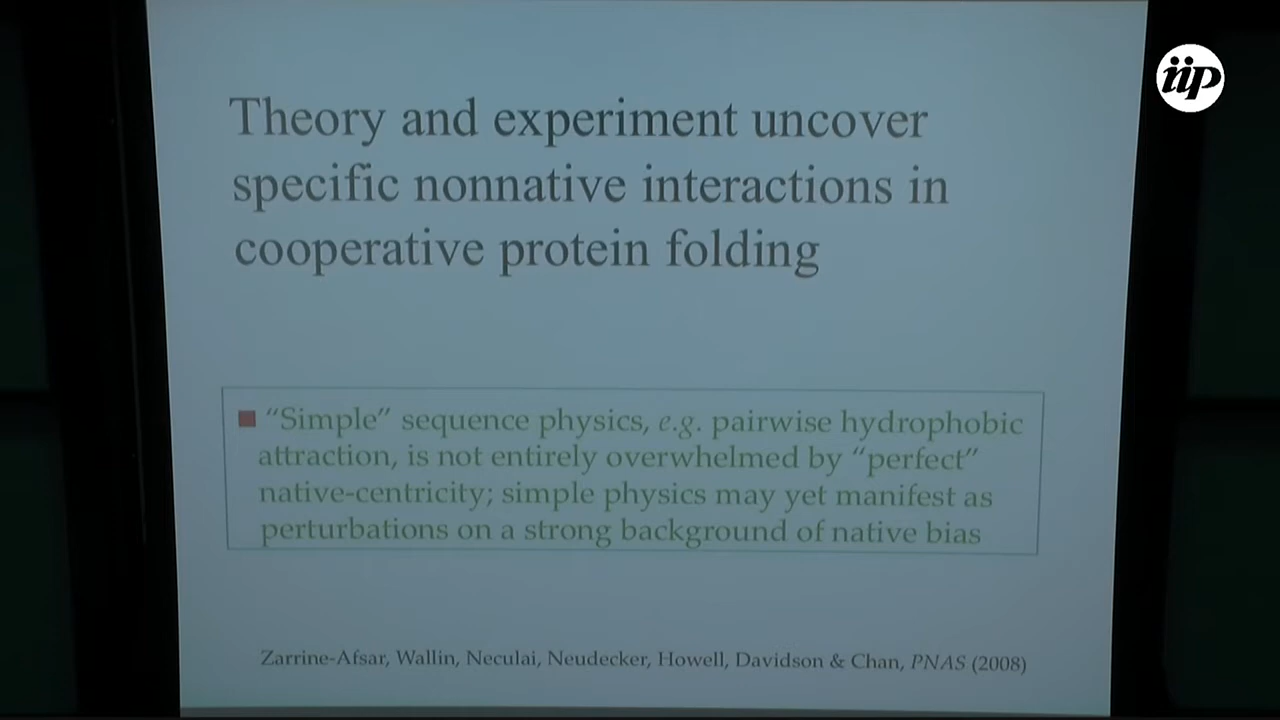 iip
Theory and experiment uncover
specific nonnative interactions in
cooperative protein folding
“Simple” sequence physics, e.g. pairwise hydrophobic
attraction, is not entirely overwhelmed by “perfect”
native-centricity; simple physics may yet manifest as
perturbations on a strong background of native bias
Zarrine-Afsar, Wallin, Neculai, Neudecker, Howell, Davidson & Chan, PNAS (2008)